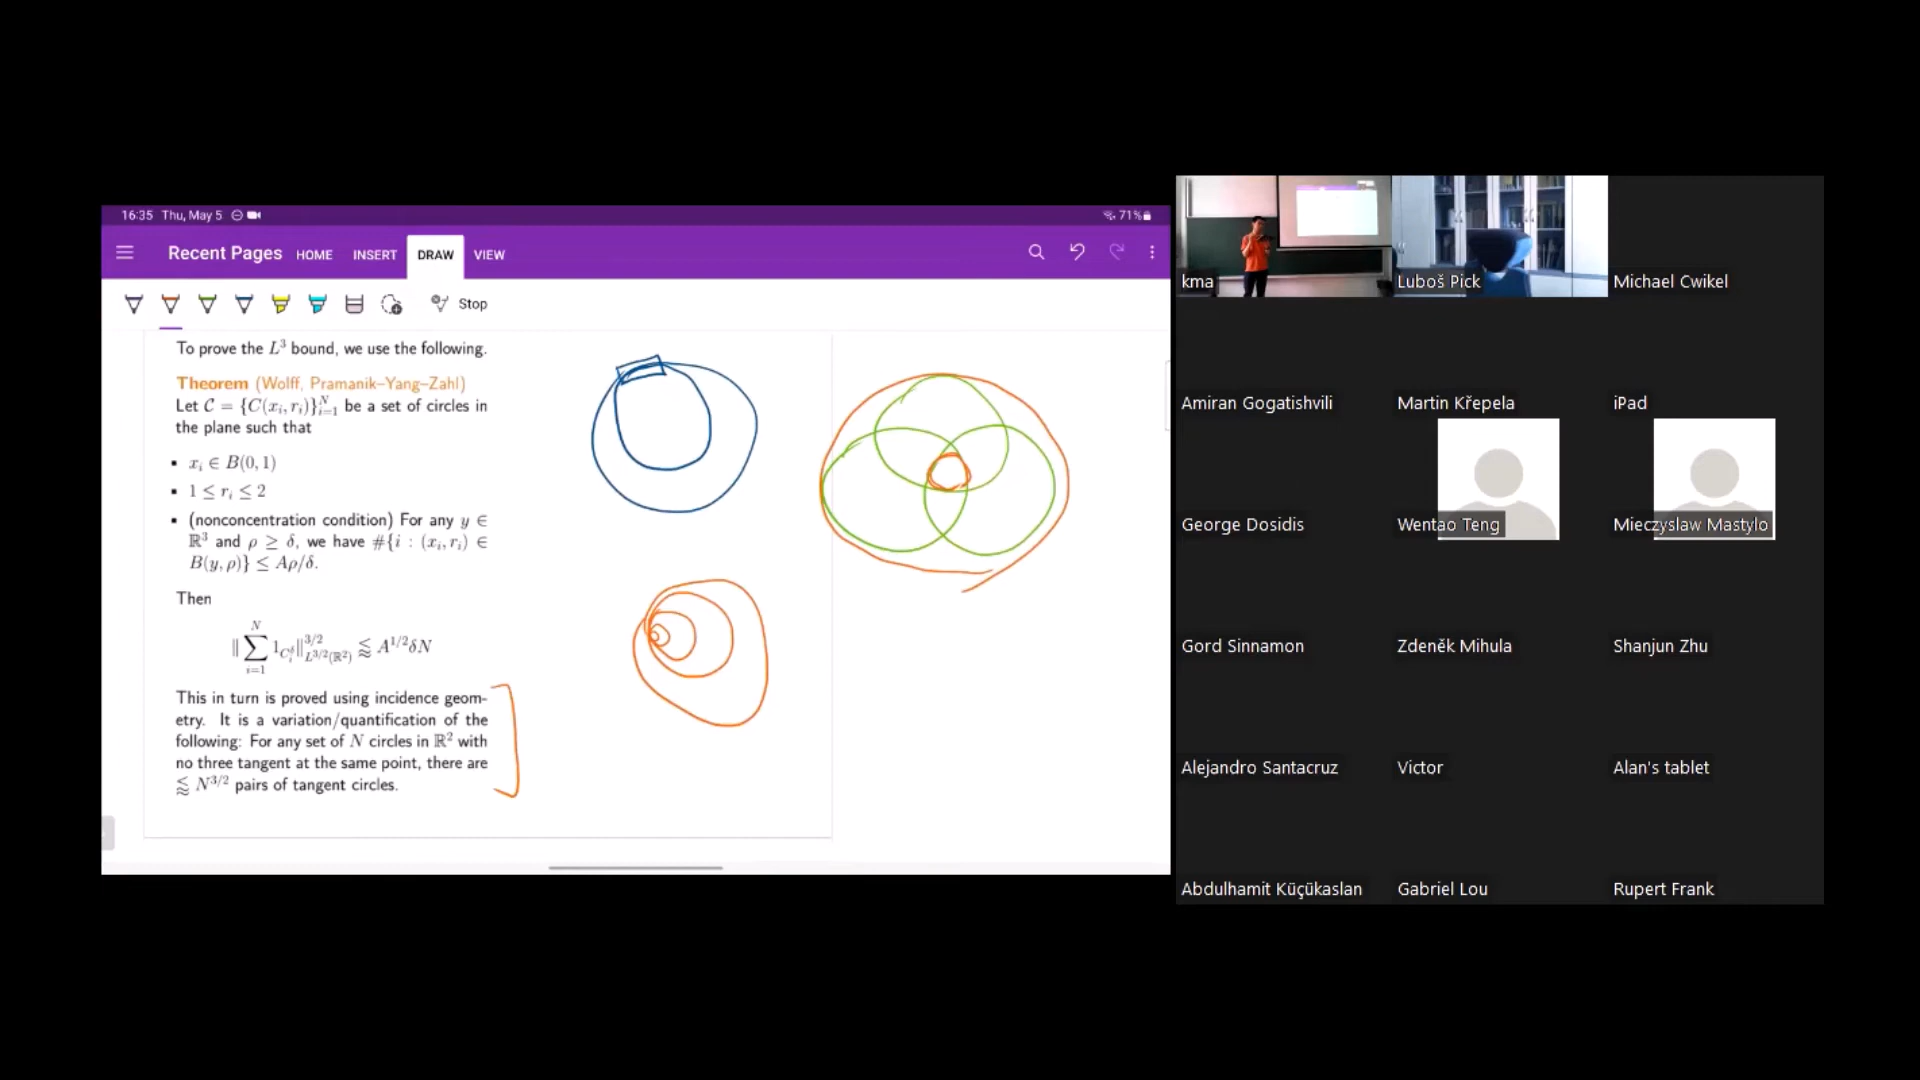 16:35 Thu, May 5
71%
Recent Pages HOME INSERT DRAW VIEW
Stop
To prove the L³ bound, we use the following.
Theorem (Wolff, Pramanik–Yang–Zahl)
Let 𝒞 = {C(xᵢ, rᵢ)}ᵢ₌₁ᴺ be a set of circles in
the plane such that
▪ xᵢ ∈ B(0, 1)
▪ 1 ≤ rᵢ ≤ 2
▪ (nonconcentration condition) For any y ∈
ℝ³ and ρ ≥ δ, we have #{i : (xᵢ, rᵢ) ∈
B(y, ρ)} ≤ Aρ/δ.
Then
‖ ∑ᵢ₌₁ᴺ 1_{Cᵢ^δ} ‖_{L^{3/2}(ℝ²)}^{3/2} ⪅ A^{1/2}δN
This in turn is proved using incidence geom-
etry. It is a variation/quantification of the
following: For any set of N circles in ℝ² with
no three tangent at the same point, there are
⪅ N^{3/2} pairs of tangent circles.
kma
Luboš Pick
Michael Cwikel
Amiran Gogatishvili
Martin Křepela
iPad
George Dosidis
Wentao Teng
Mieczyslaw Mastylo
Gord Sinnamon
Zdeněk Mihula
Shanjun Zhu
Alejandro Santacruz
Victor
Alan's tablet
Abdulhamit Küçükaslan
Gabriel Lou
Rupert Frank